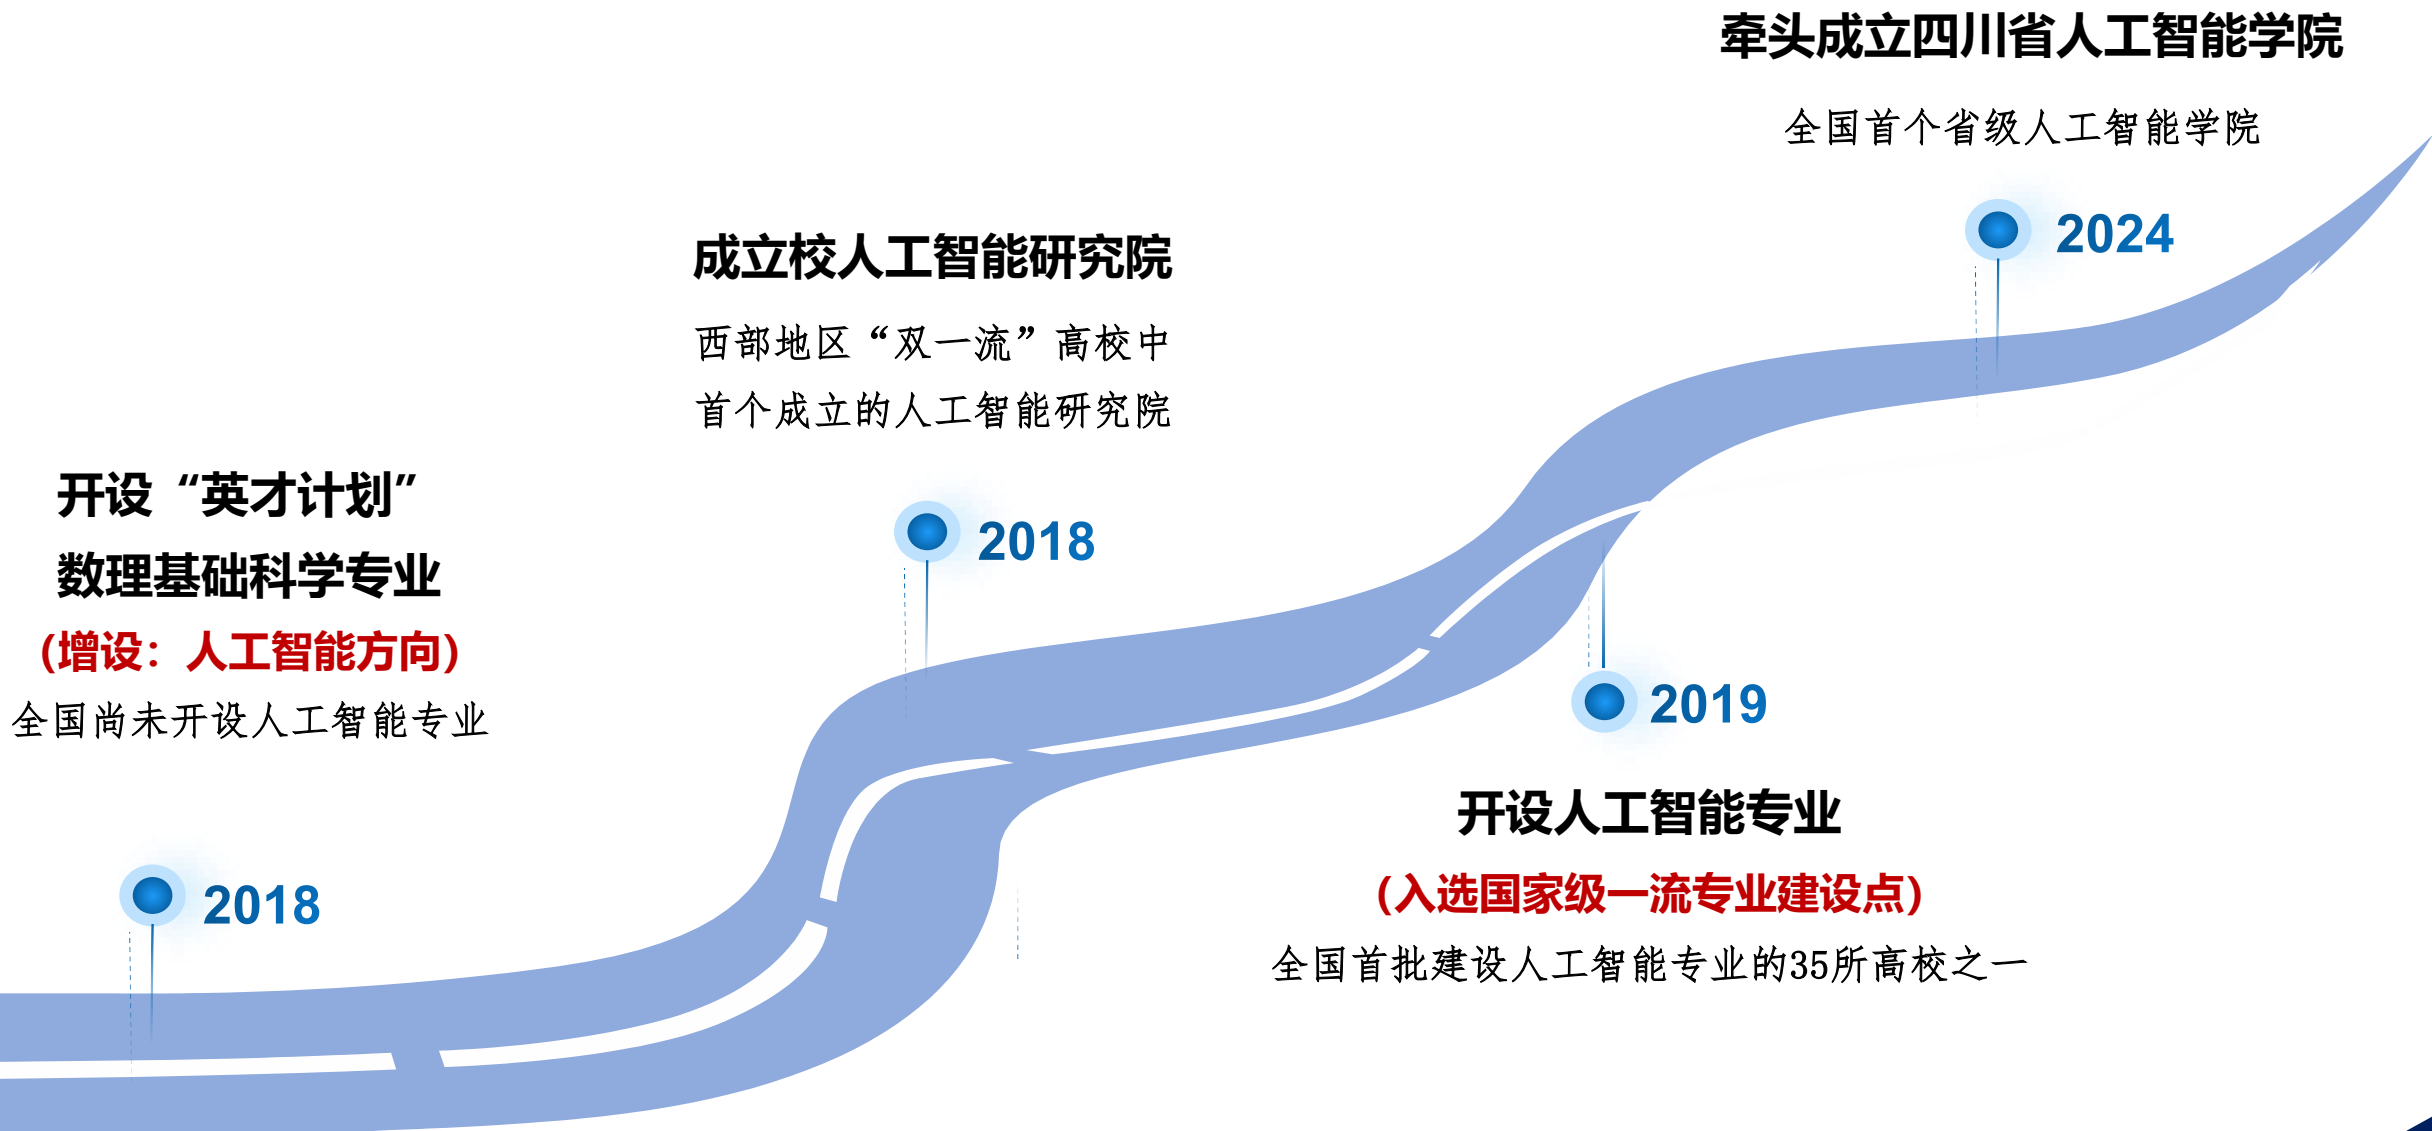 牵头成立四川省人工智能学院
全国首个省级人工智能学院
2024
成立校人工智能研究院
西部地区“双一流”高校中
首个成立的人工智能研究院
2018
开设“英才计划”
数理基础科学专业
(增设：人工智能方向)
全国尚未开设人工智能专业
2018
2019
开设人工智能专业
(入选国家级一流专业建设点)
全国首批建设人工智能专业的35所高校之一